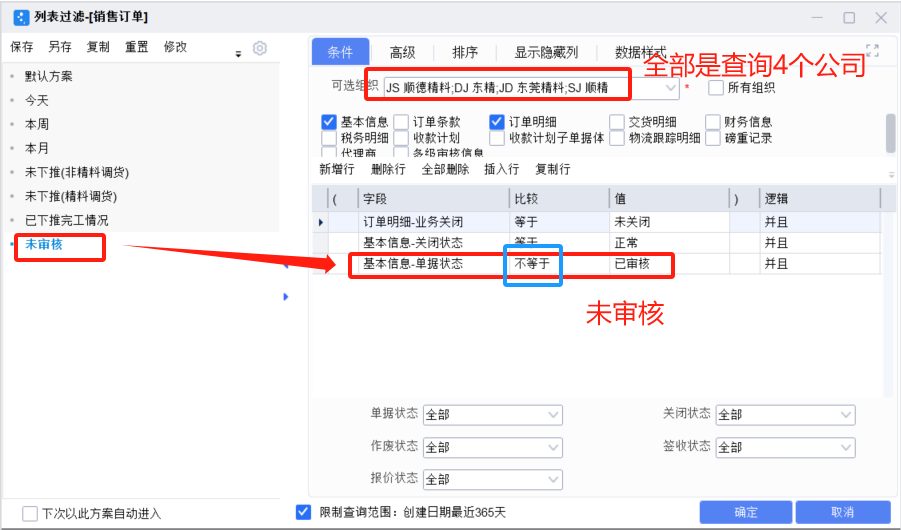 列表过滤-[销售订单]
保存 另存 复制 重置 修改
默认方案
今天
本周
本月
未下推(非精料调货)
未下推(精料调货)
已下推完工情况
未审核
下次以此方案自动进入
条件 高级 排序 显示隐藏列 数据样式
全部是查询4个公司
可选组织 JS 顺德精料;DJ 东精;JD 东莞精料;SJ 顺精 * 所有组织
基本信息 订单条款 订单明细 交货明细 财务信息
税务明细 收款计划 收款计划子单据体 物流跟踪明细 磅重记录
代理商 多级审核信息
新增行 删除行 全部删除 插入行 复制行
( 字段 比较 值 ) 逻辑
订单明细-业务关闭 等于 未关闭 并且
基本信息-关闭状态 等于 正常 并且
基本信息-单据状态 不等于 已审核 并且
未审核
单据状态 全部 关闭状态 全部
作废状态 全部 签收状态 全部
报价状态 全部
限制查询范围：创建日期最近365天 确定 取消